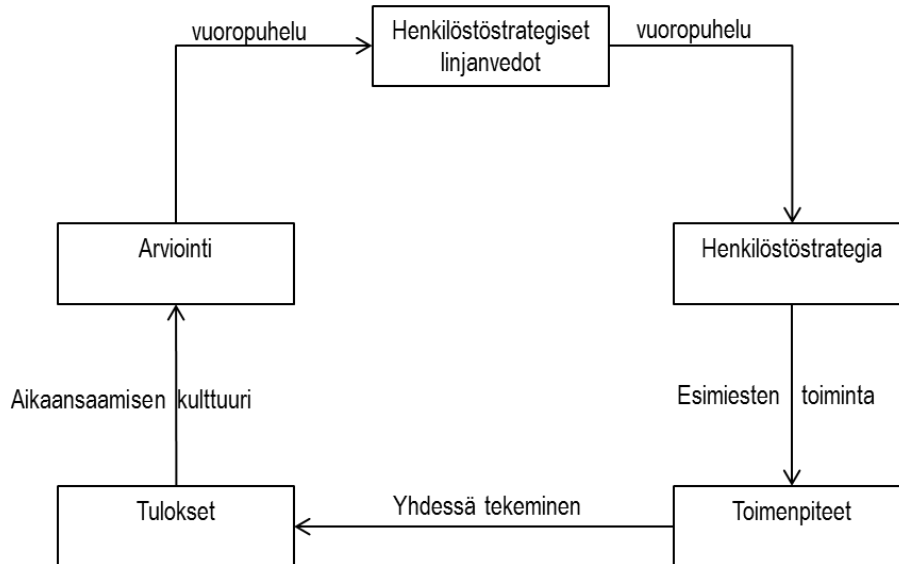 vuoropuhelu
Henkilöstöstrategiset
linjanvedot
vuoropuhelu
Arviointi
Henkilöstöstrategia
Aikaansaamisen kulttuuri
Esimiesten toiminta
Tulokset
Yhdessä tekeminen
Toimenpiteet